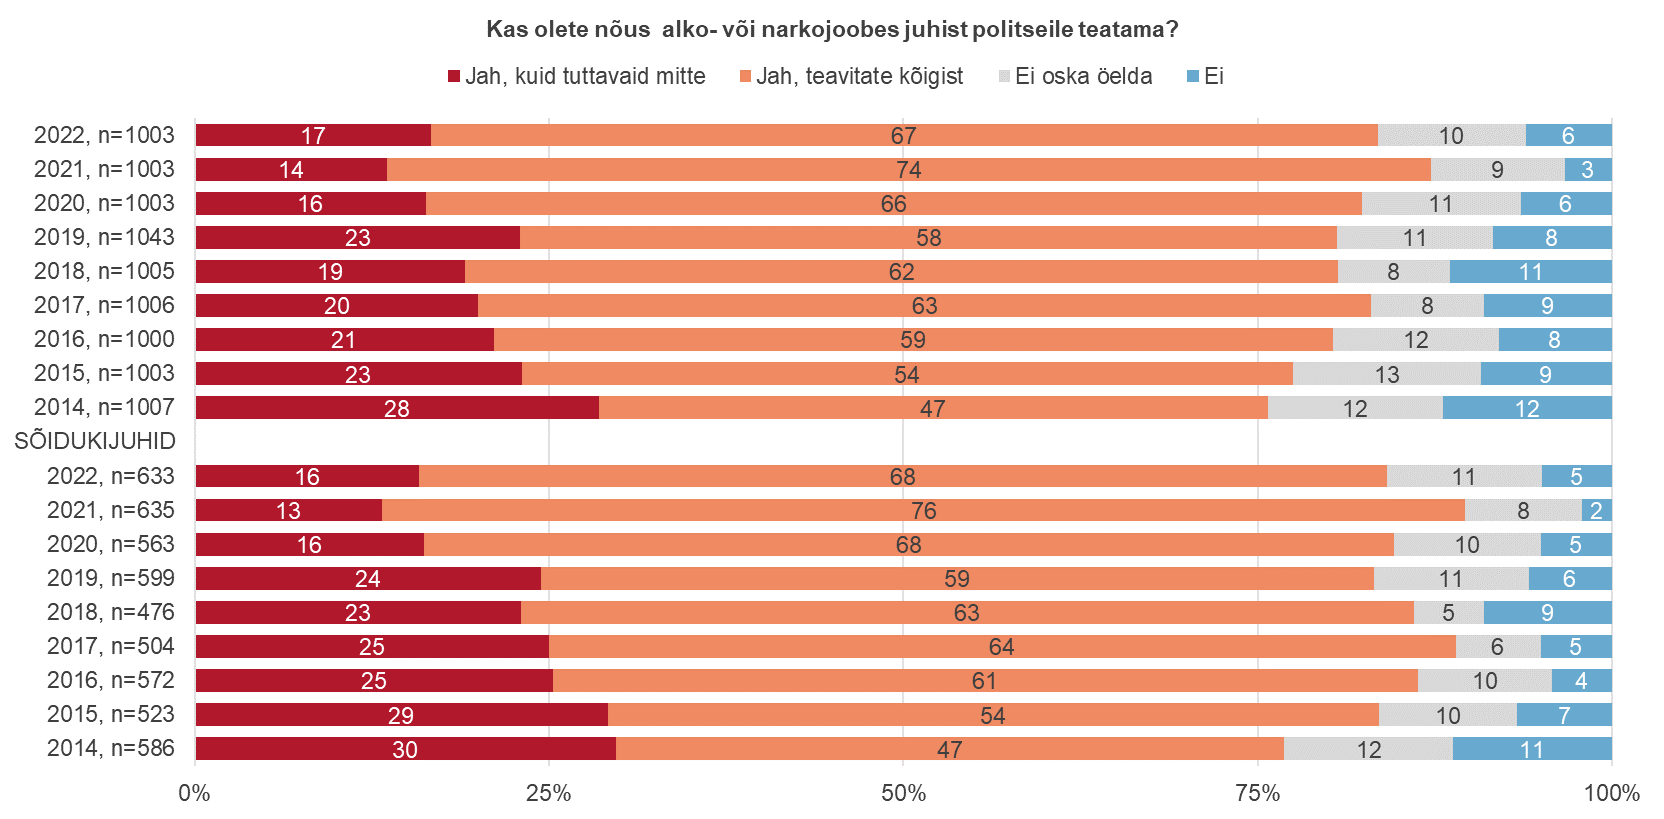 Kas olete nõus  alko- või narkojoobes juhist politseile teatama?
Jah, kuid tuttavaid mitte Jah, teavitate kõigist Ei oska öelda Ei
2022, n=1003 17 67 10 6
2021, n=1003 14 74 9 3
2020, n=1003 16 66 11 6
2019, n=1043 23 58 11 8
2018, n=1005 19 62 8 11
2017, n=1006 20 63 8 9
2016, n=1000 21 59 12 8
2015, n=1003 23 54 13 9
2014, n=1007 28 47 12 12
SÕIDUKIJUHID
2022, n=633 16 68 11 5
2021, n=635 13 76 8 2
2020, n=563 16 68 10 5
2019, n=599 24 59 11 6
2018, n=476 23 63 5 9
2017, n=504 25 64 6 5
2016, n=572 25 61 10 4
2015, n=523 29 54 10 7
2014, n=586 30 47 12 11
0% 25% 50% 75% 100%